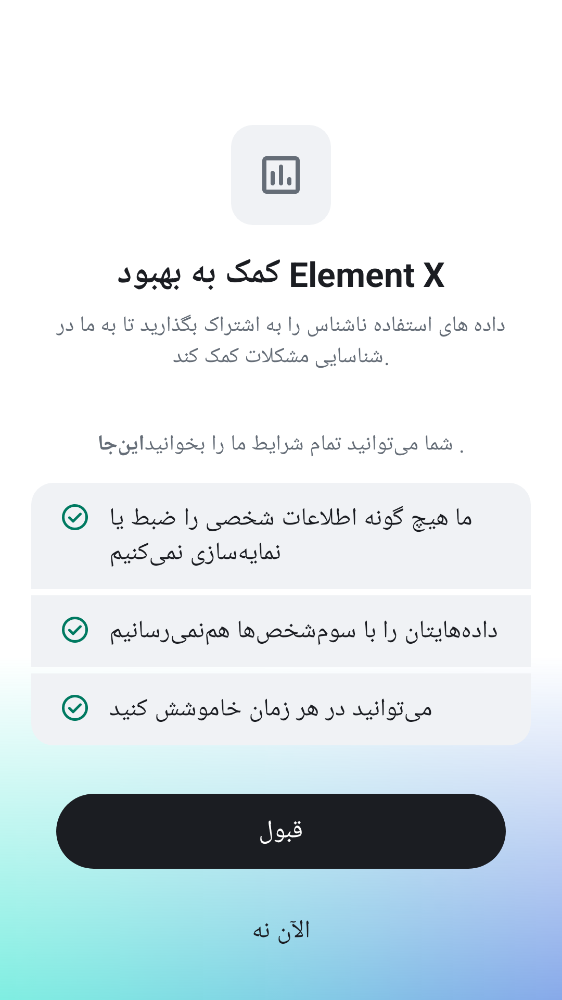 کمک به بهبود Element X
داده های استفاده ناشناس را به اشتراک بگذارید تا به ما در
شناسایی مشکلات کمک کند.
شما می‌توانید تمام شرایط ما را بخوانیداین‌جا .
ما هیچ گونه اطلاعات شخصی را ضبط یا
نمایه‌سازی نمی‌کنیم
داده‌هایتان را با سوم‌شخص‌ها هم‌نمی‌رسانیم
می‌توانید در هر زمان خاموشش کنید
قبول
الآن نه